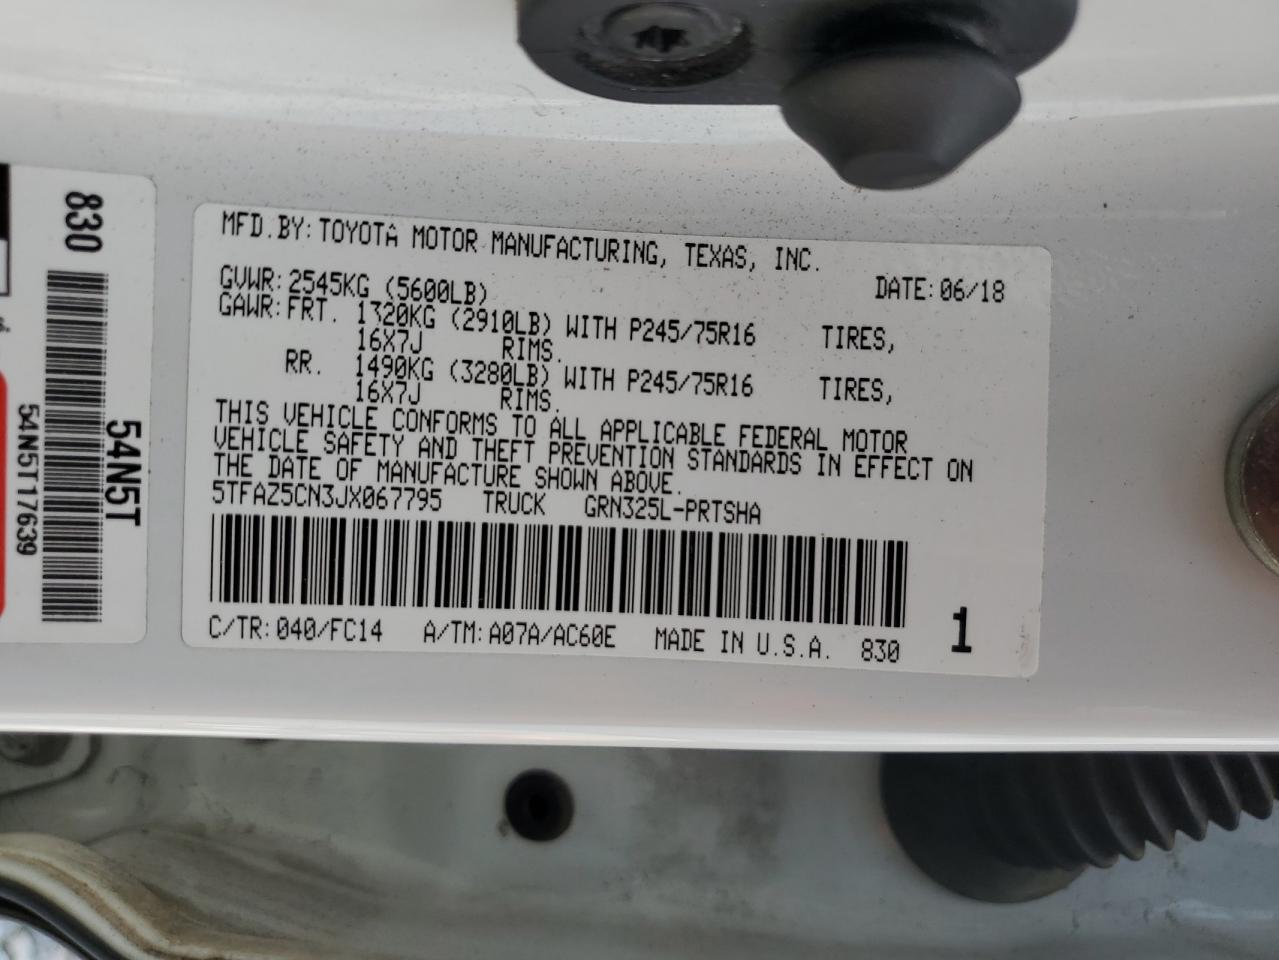 830
54N5T
54N5T17639
MFD.BY: TOYOTA MOTOR MANUFACTURING, TEXAS, INC.
GVWR: 2545KG (5600LB) DATE: 06/18
GAWR: FRT. 1320KG (2910LB) WITH P245/75R16 TIRES,
16X7J RIMS.
RR. 1490KG (3280LB) WITH P245/75R16 TIRES,
16X7J RIMS.
THIS VEHICLE CONFORMS TO ALL APPLICABLE FEDERAL MOTOR
VEHICLE SAFETY AND THEFT PREVENTION STANDARDS IN EFFECT ON
THE DATE OF MANUFACTURE SHOWN ABOVE.
5TFAZ5CN3JX067795 TRUCK GRN325L-PRTSHA
C/TR: 040/FC14 A/TM: A07A/AC60E MADE IN U.S.A. 830
1